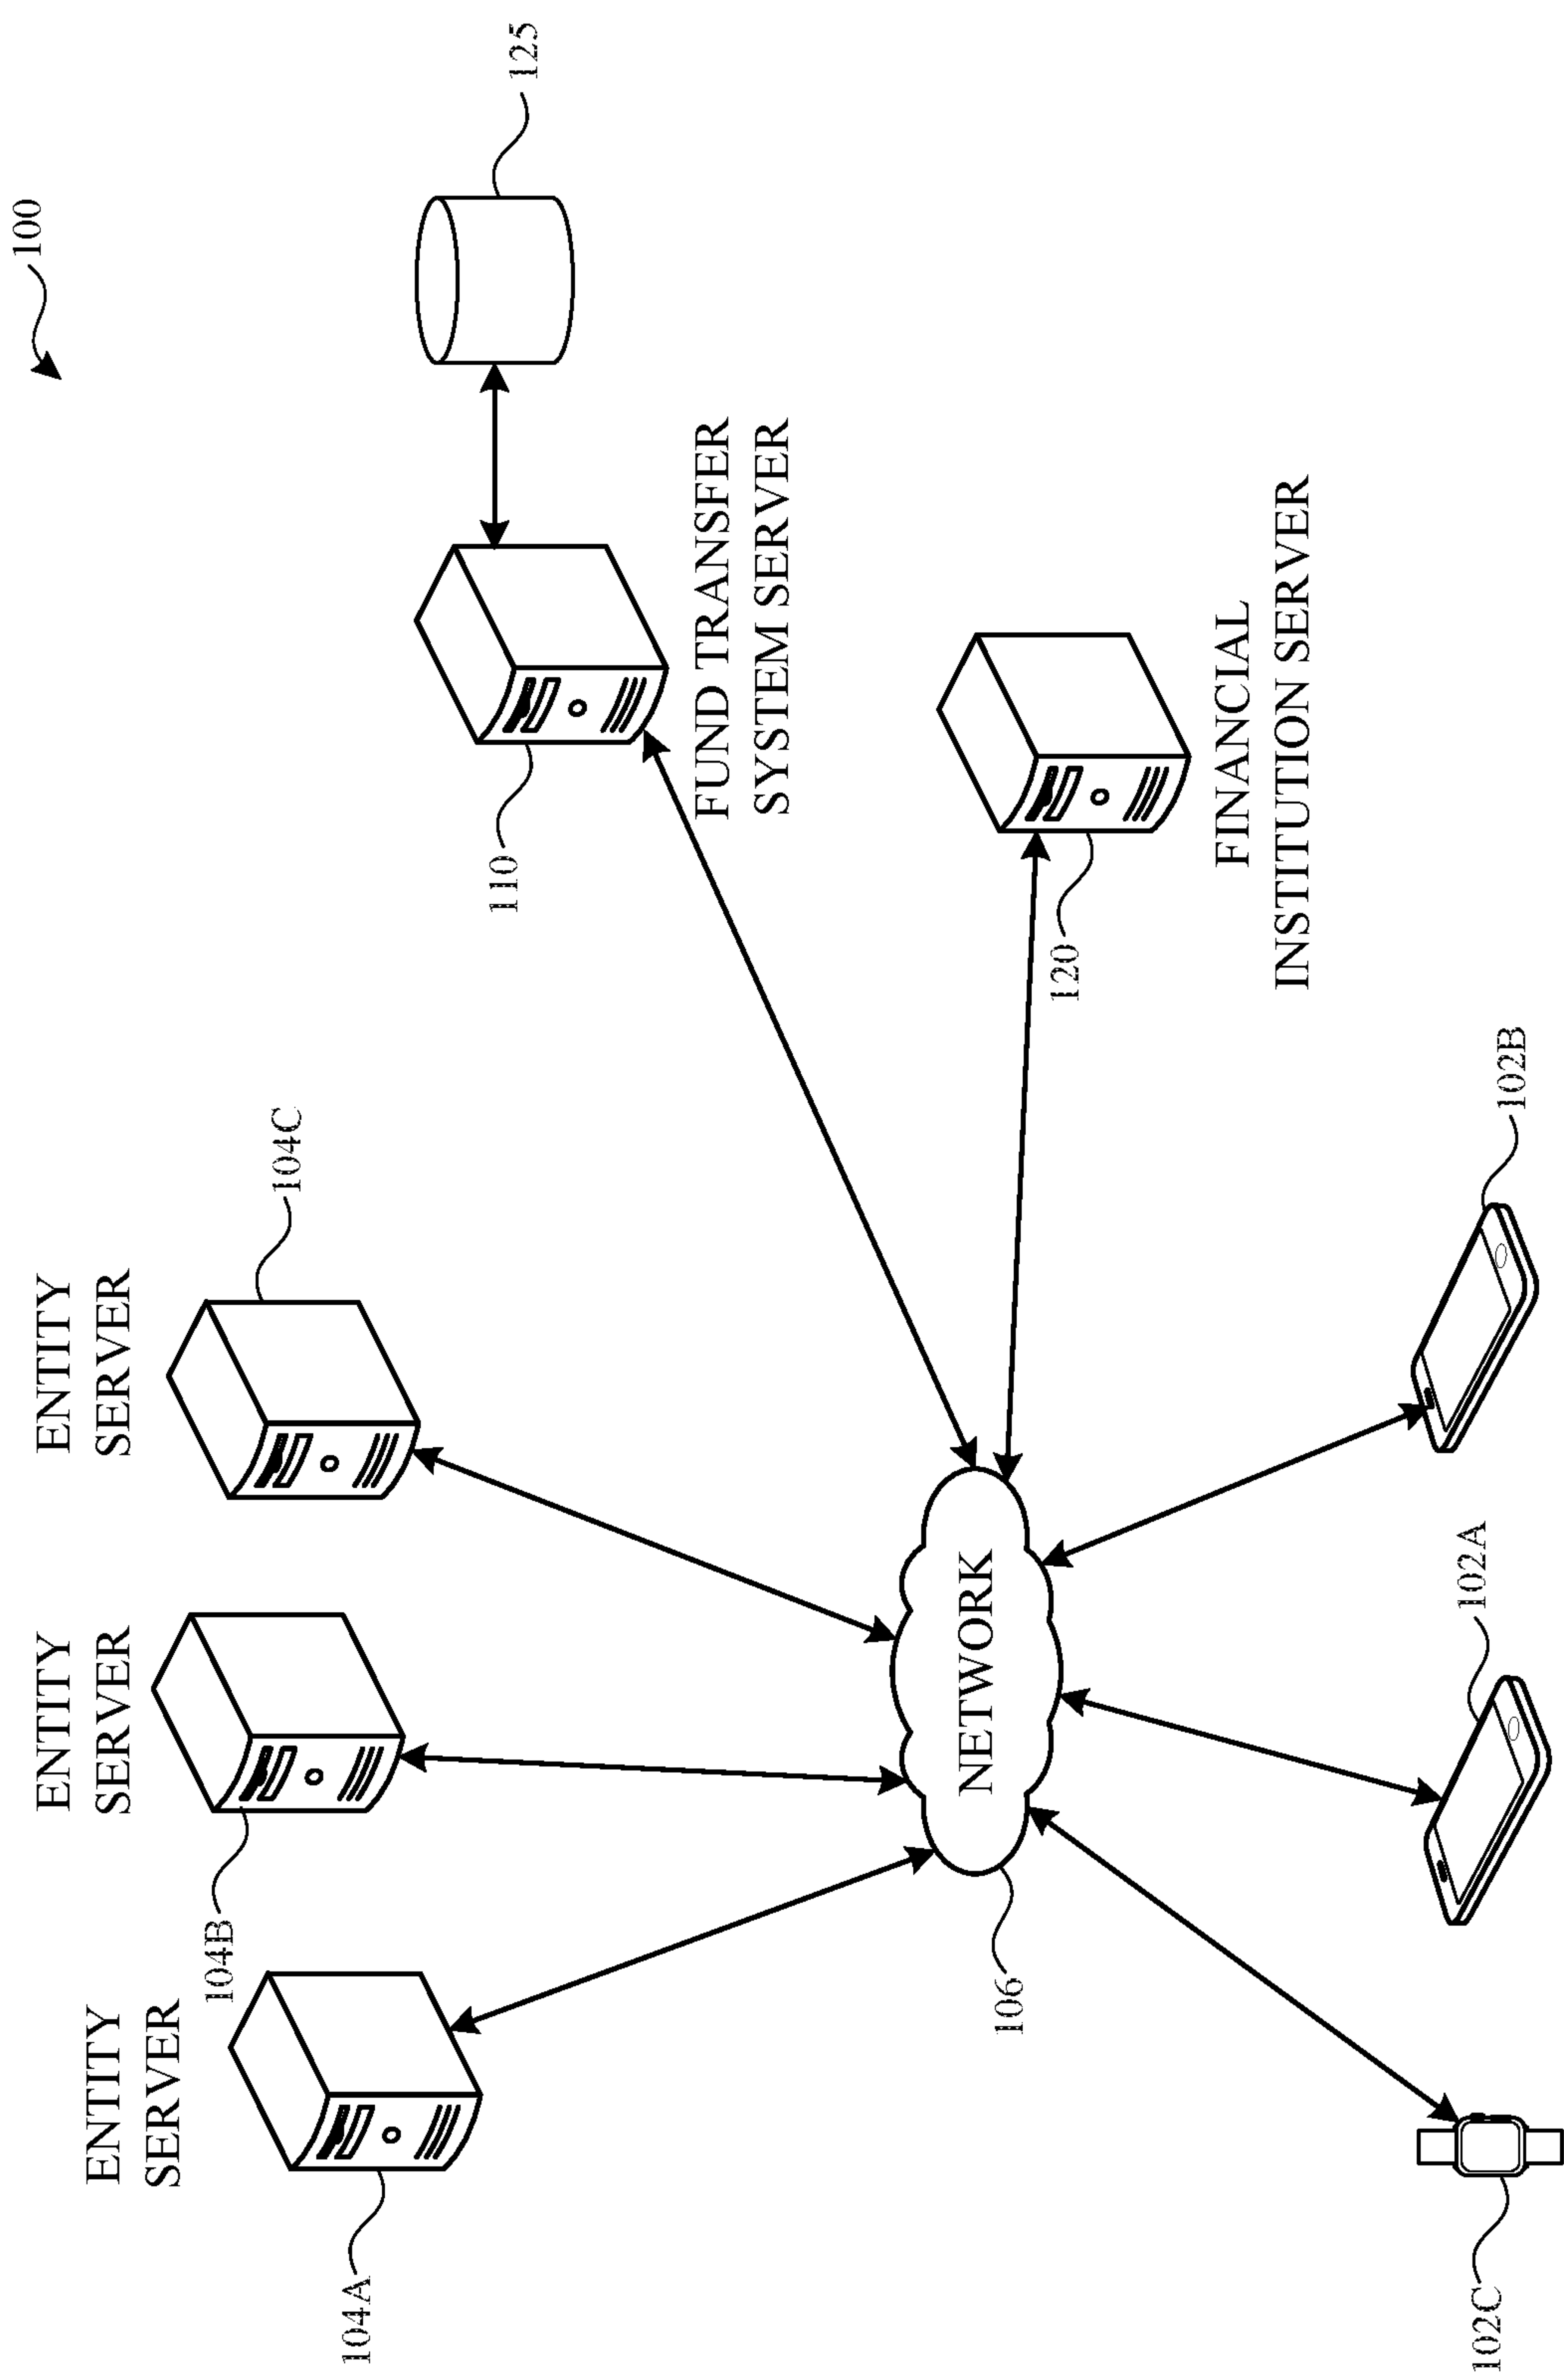 100
ENTITY
SERVER
ENTITY
SERVER
ENTITY
SERVER
104A
104B
104C
110
125
FUND TRANSFER
SYSTEM SERVER
NETWORK
106
120
FINANCIAL
INSTITUTION SERVER
102C
102A
102B